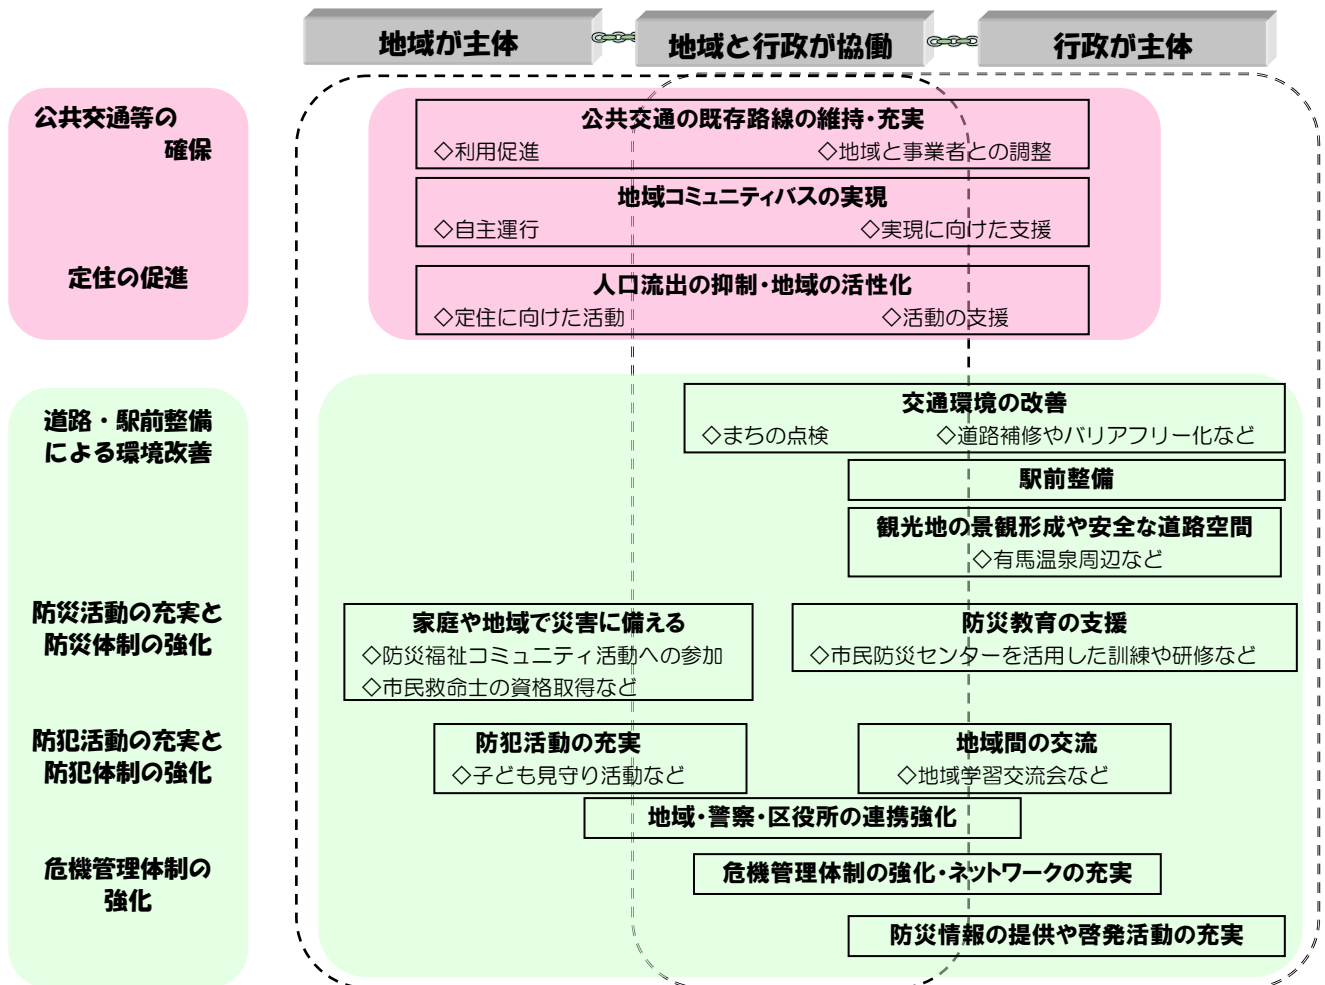 地域が主体
地域と行政が協働
行政が主体
公共交通等の
確保
公共交通の既存路線の維持・充実
◇利用促進
◇地域と事業者との調整
地域コミュニティバスの実現
◇自主運行
◇実現に向けた支援
定住の促進
人口流出の抑制・地域の活性化
◇定住に向けた活動
◇活動の支援
道路・駅前整備
による環境改善
交通環境の改善
◇まちの点検
◇道路補修やバリアフリー化など
駅前整備
観光地の景観形成や安全な道路空間
◇有馬温泉周辺など
防災活動の充実と
防災体制の強化
家庭や地域で災害に備える
◇防災福祉コミュニティ活動への参加
◇市民救命士の資格取得など
防災教育の支援
◇市民防災センターを活用した訓練や研修など
防犯活動の充実と
防犯体制の強化
防犯活動の充実
◇子ども見守り活動など
地域間の交流
◇地域学習交流会など
地域・警察・区役所の連携強化
危機管理体制の
強化
危機管理体制の強化・ネットワークの充実
防災情報の提供や啓発活動の充実